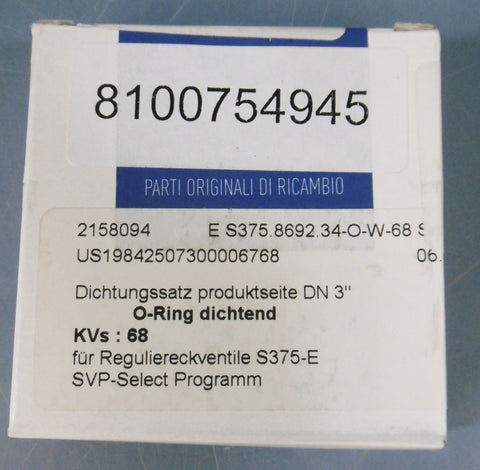 8100754945
PARTI ORIGINALI DI RICAMBIO
2158094 E S375.8692.34-O-W-68 S
US19842507300006768 06.
Dichtungssatz produktseite DN 3"
O-Ring dichtend
KVs : 68
für Reguliereckventile S375-E
SVP-Select Programm